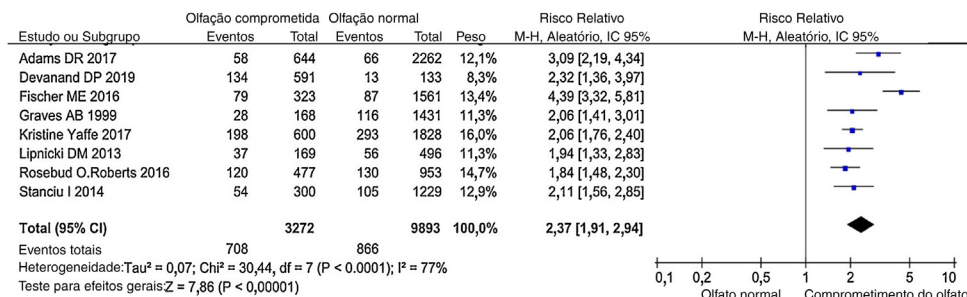 Olfação comprometida Olfação normal Risco Relativo Risco Relativo
Estudo ou Subgrupo Eventos Total Eventos Total Peso M-H, Aleatório, IC 95% M-H, Aleatório, IC 95%
Adams DR 2017 58 644 66 2262 12,1% 3,09 [2,19, 4,34]
Devanand DP 2019 134 591 13 133 8,3% 2,32 [1,36, 3,97]
Fischer ME 2016 79 323 87 1561 13,4% 4,39 [3,32, 5,81]
Graves AB 1999 28 168 116 1431 11,3% 2,06 [1,41, 3,01]
Kristine Yaffe 2017 198 600 293 1828 16,0% 2,06 [1,76, 2,40]
Lipnicki DM 2013 37 169 56 496 11,3% 1,94 [1,33, 2,83]
Rosebud O.Roberts 2016 120 477 130 953 14,7% 1,84 [1,48, 2,30]
Stanciu I 2014 54 300 105 1229 12,9% 2,11 [1,56, 2,85]
Total (95% CI) 3272 9893 100,0% 2,37 [1,91, 2,94]
Eventos totais 708 866
Heterogeneidade:Tau² = 0,07; Chi² = 30,44, df = 7 (P < 0.0001); I² = 77%
Teste para efeitos gerais:Z = 7,86 (P < 0,00001)
0,1 0,2 0,5 1 2 5 10
Olfato normal Comprometimento do olfato